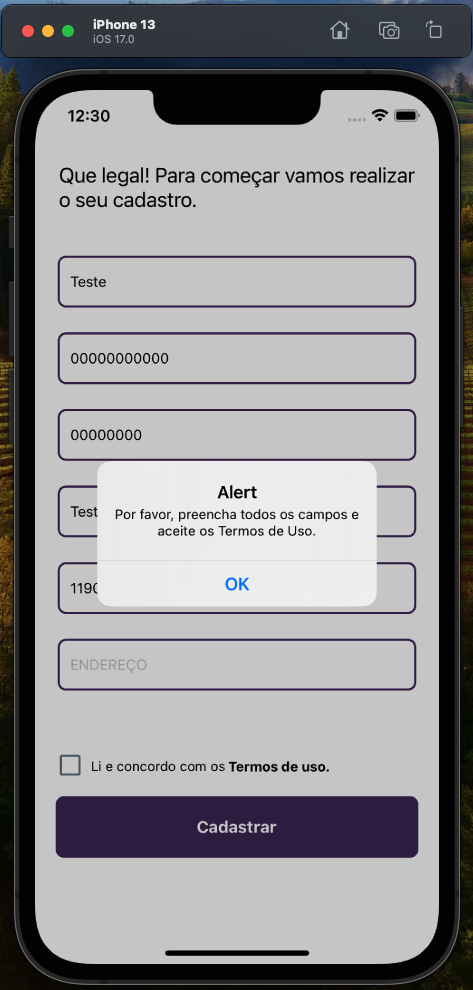 iPhone 13
iOS 17.0
12:30
Que legal! Para começar vamos realizar
o seu cadastro.
Teste
00000000000
00000000
Alert
Por favor, preencha todos os campos e
aceite os Termos de Uso.
OK
ENDEREÇO
Li e concordo com os Termos de uso.
Cadastrar